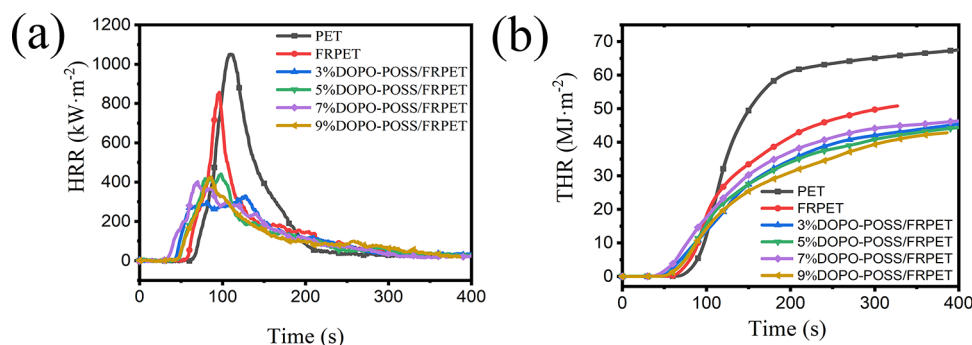 (a)
HRR (kW·m-2)
1200
1000
800
600
400
200
0
PET
FRPET
3%DOPO-POSS/FRPET
5%DOPO-POSS/FRPET
7%DOPO-POSS/FRPET
9%DOPO-POSS/FRPET
0 100 200 300 400
Time (s)
(b)
THR (MJ·m-2)
70
60
50
40
30
20
10
0
PET
FRPET
3%DOPO-POSS/FRPET
5%DOPO-POSS/FRPET
7%DOPO-POSS/FRPET
9%DOPO-POSS/FRPET
0 100 200 300 400
Time (s)